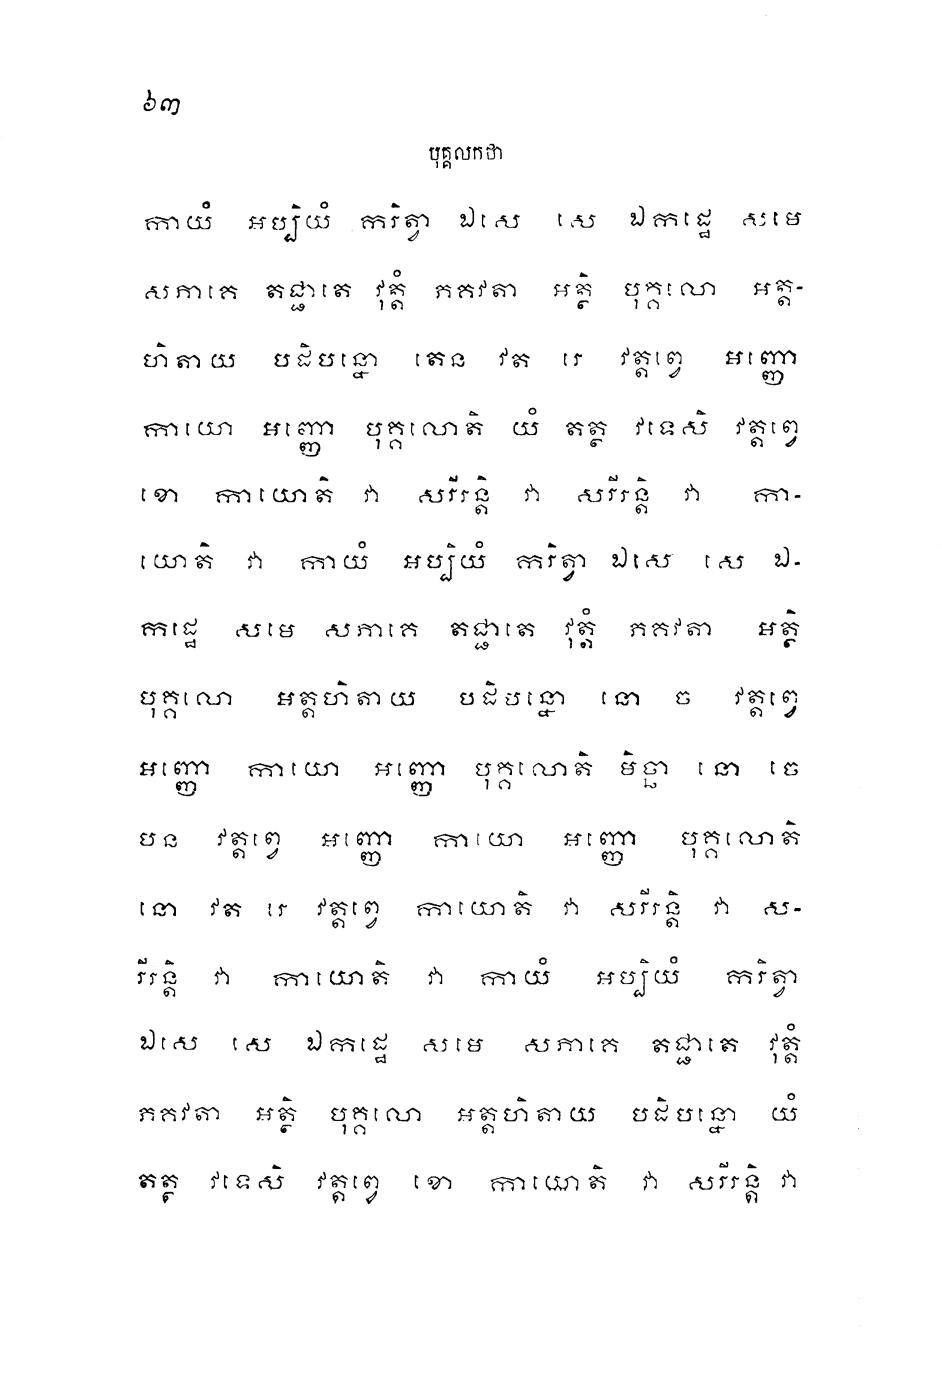 ៦៣
បុគ្គលកថា
កាយំ អប្បិយំ ករិត្វា ឯសេ សេ ឯកដ្ឋេ សមេ
សភាគេ តជ្ជាតេ វុត្តំ ភគវតា អត្ថិ បុគ្គលោ អត្ត-
ហិតាយ បដិបន្នោ តេន វត រេ វត្តព្វេ អញ្ញោ
កាយោ អញ្ញោ បុគ្គលោតិ យំ តត្ថ វទេសិ វត្តព្វេ
ខោ កាយោតិ វា សរីរន្តិ វា សរីរន្តិ វា កា-
យោតិ វា កាយំ អប្បិយំ ករិត្វា ឯសេ សេ ឯ-
កដ្ឋេ សមេ សភាគេ តជ្ជាតេ វុត្តំ ភគវតា អត្ថិ
បុគ្គលោ អត្តហិតាយ បដិបន្នោ នោ ច វត្តព្វេ
អញ្ញោ កាយោ អញ្ញោ បុគ្គលោតិ មិច្ឆា នោ ចេ
បន វត្តព្វេ អញ្ញោ កាយោ អញ្ញោ បុគ្គលោតិ
នោ វត រេ វត្តព្វេ កាយោតិ វា សរីរន្តិ វា ស-
រីរន្តិ វា កាយោតិ វា កាយំ អប្បិយំ ករិត្វា
ឯសេ សេ ឯកដ្ឋេ សមេ សភាគេ តជ្ជាតេ វុត្តំ
ភគវតា អត្ថិ បុគ្គលោ អត្តហិតាយ បដិបន្នោ យំ
តត្ថ វទេសិ វត្តព្វេ ខោ កាយោតិ វា សរីរន្តិ វា